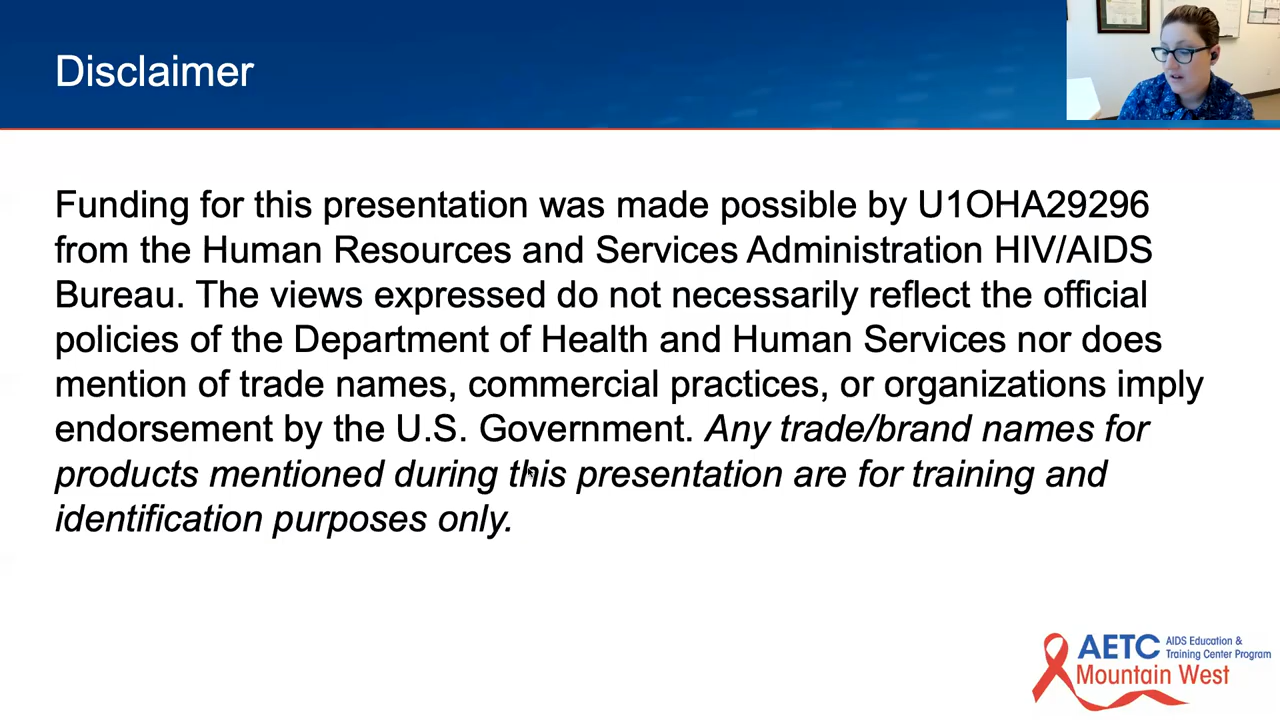 Disclaimer
Funding for this presentation was made possible by U1OHA29296
from the Human Resources and Services Administration HIV/AIDS
Bureau. The views expressed do not necessarily reflect the official
policies of the Department of Health and Human Services nor does
mention of trade names, commercial practices, or organizations imply
endorsement by the U.S. Government. Any trade/brand names for
products mentioned during this presentation are for training and
identification purposes only.
AETC AIDS Education &
Training Center Program
Mountain West